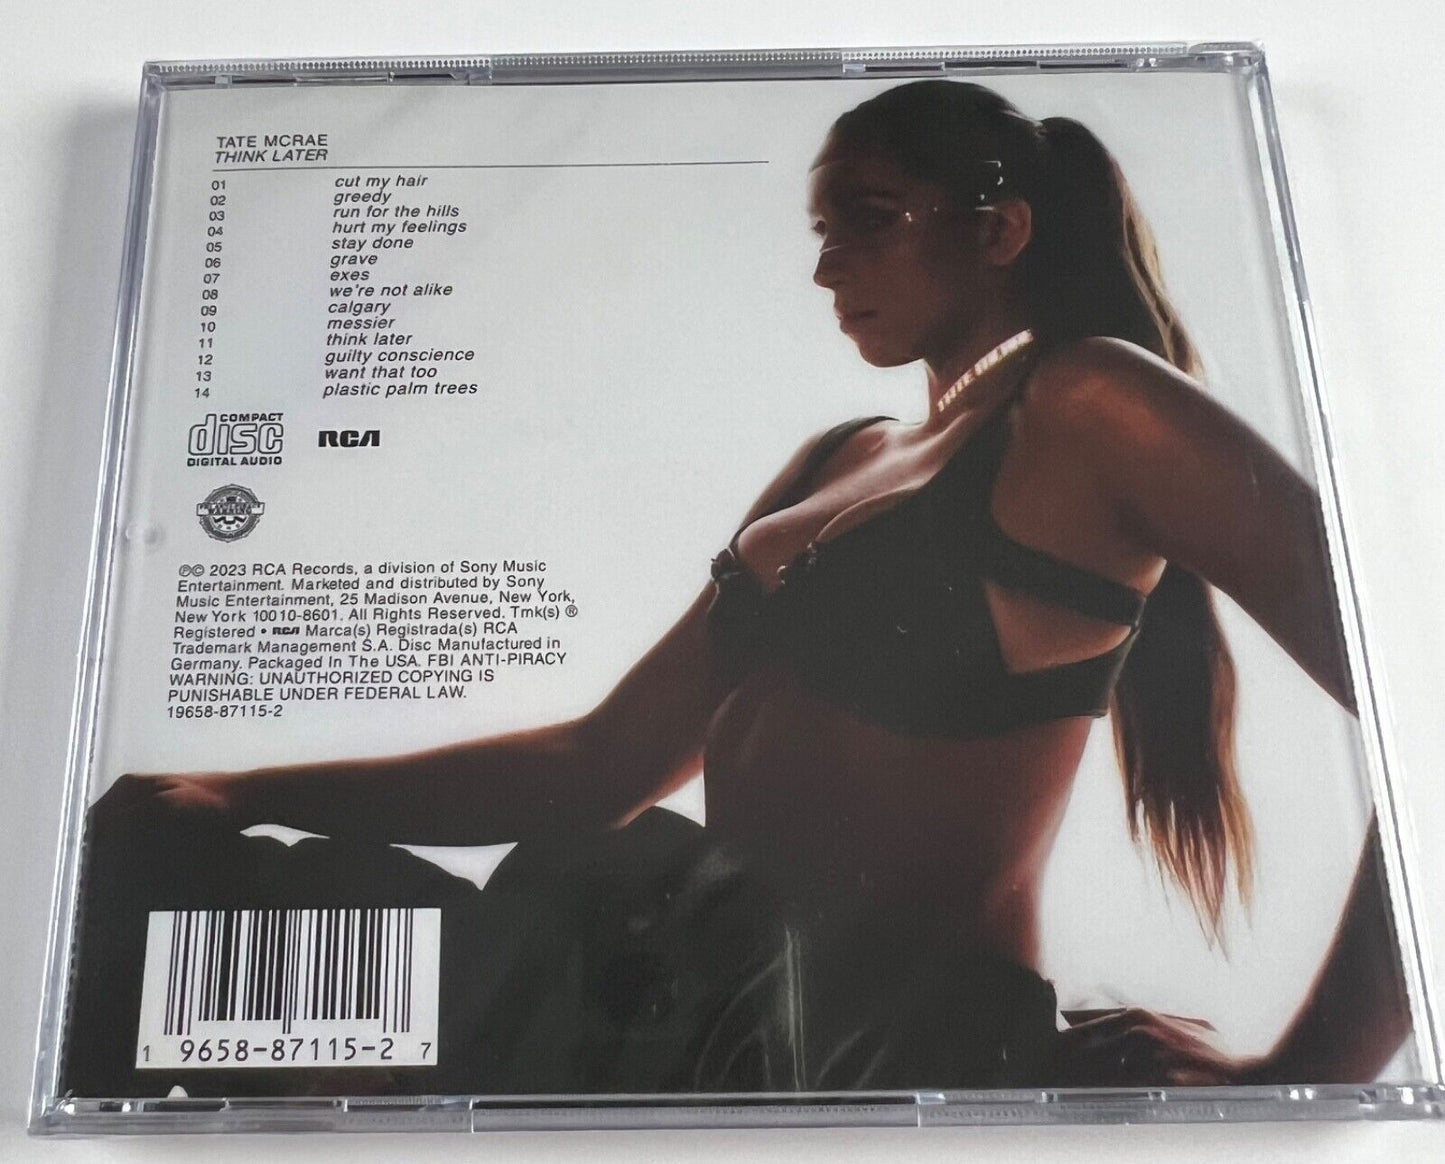 TATE MCRAE
THINK LATER
01 cut my hair
02 greedy
03 run for the hills
04 hurt my feelings
05 stay done
06 grave
07 exes
08 we're not alike
09 calgary
10 messier
11 think later
12 guilty conscience
13 want that too
14 plastic palm trees
COMPACT
disc
DIGITAL AUDIO
RCA
WARNING
℗© 2023 RCA Records, a division of Sony Music
Entertainment. Marketed and distributed by Sony
Music Entertainment, 25 Madison Avenue, New York,
New York 10010-8601. All Rights Reserved. Tmk(s) ®
Registered • RCA Marca(s) Registrada(s) RCA
Trademark Management S.A. Disc Manufactured in
Germany. Packaged In The USA. FBI ANTI-PIRACY
WARNING: UNAUTHORIZED COPYING IS
PUNISHABLE UNDER FEDERAL LAW.
19658-87115-2
1 9658-87115-2 7